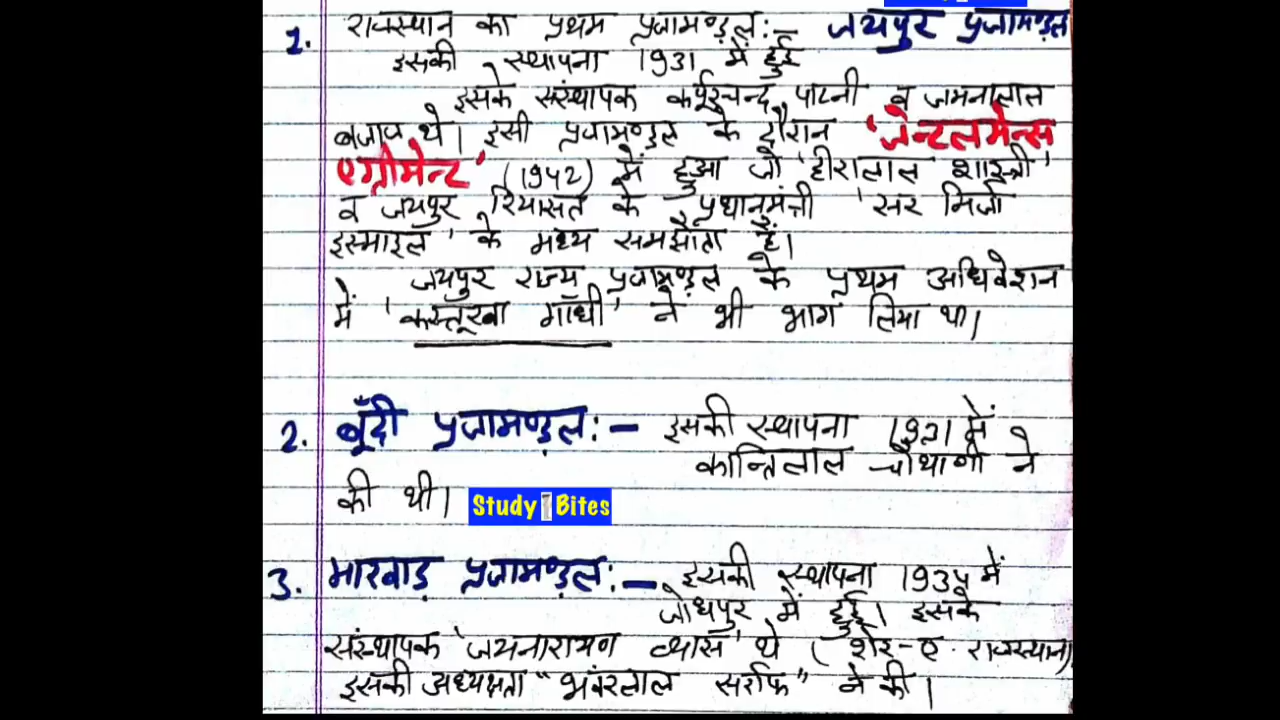 1. राजस्थान का प्रथम प्रजामण्डल :- जयपुर प्रजामण्डल
इसकी स्थापना 1931 में हुई
इसके संस्थापक कर्पूरचन्द पाटनी व जमनालाल
बजाज थे। इसी प्रजामण्डल के दौरान 'जेन्टलमेन्स
एग्रीमेन्ट' (1942) में हुआ जो 'हीरालाल शास्त्री'
व जयपुर रियासत के प्रधानुमंत्री 'सर मिर्जा
इस्माइल' के मध्य समझौता है।
जयपुर राज्य प्रजामण्डल के प्रथम अधिवेशन
में 'कस्तूरबा गाँधी' ने भी भाग लिया था।
2. बूँदी प्रजामण्डल :- इसकी स्थापना 1931 में
कान्तिलाल चौथाणी ने
की थी।
Study Bites
3. मारवाड़ प्रजामण्डल :- इसकी स्थापना 1934 में
जोधपुर में हुई। इसके
संस्थापक 'जयनारायण व्यास' थे (शेर-ए-राजस्थान)
इसकी अध्यक्षता "भंवरलाल सर्राफ" ने की।